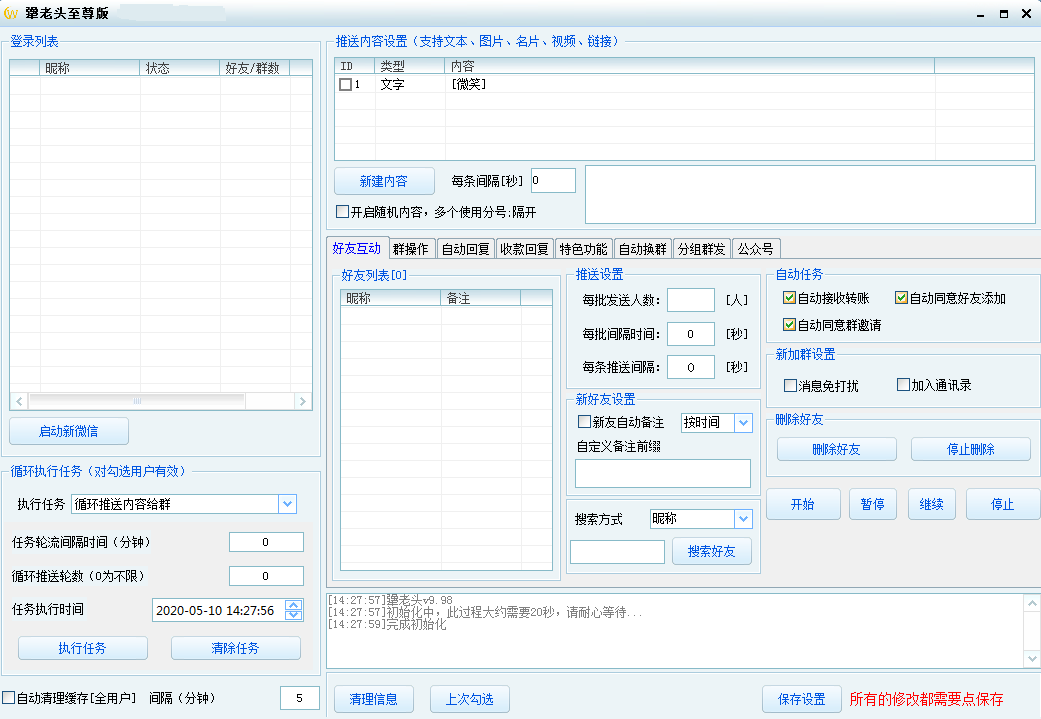 犟老头至尊版
登录列表
昵称 状态 好友/群数
启动新微信
循环执行任务（对勾选用户有效）
执行任务 循环推送内容给群
任务轮流间隔时间（分钟） 0
循环推送轮数（0为不限） 0
任务执行时间 2020-05-10 14:27:56
执行任务 清除任务
自动清理缓存[全用户] 间隔（分钟） 5
推送内容设置（支持文本、图片、名片、视频、链接）
ID 类型 内容
1 文字 [微笑]
新建内容 每条间隔[秒] 0
开启随机内容，多个使用分号;隔开
好友互动 群操作 自动回复 收款回复 特色功能 自动换群 分组群发 公众号
好友列表[0]
昵称 备注
推送设置
每批发送人数： [人]
每批间隔时间： 0 [秒]
每条推送间隔： 0 [秒]
新好友设置
新友自动备注 按时间
自定义备注前缀
搜索方式 昵称
搜索好友
自动任务
自动接收转账 自动同意好友添加
自动同意群邀请
新加群设置
消息免打扰 加入通讯录
删除好友
删除好友 停止删除
开始 暂停 继续 停止
[14:27:57]犟老头v9.98
[14:27:57]初始化中，此过程大约需要20秒，请耐心等待...
[14:27:59]完成初始化
清理信息 上次勾选 保存设置 所有的修改都需要点保存